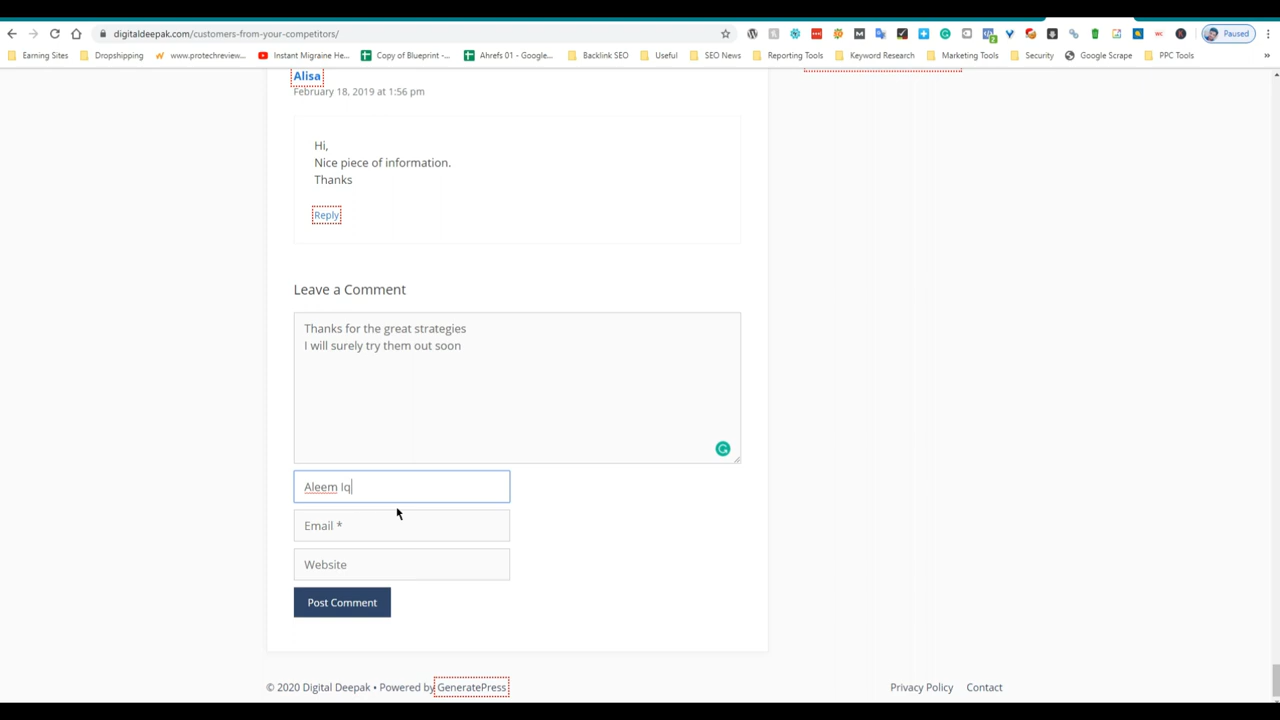 digitaldeepak.com/customers-from-your-competitors/
Paused
Earning Sites
Dropshipping
www.protechreview...
Instant Migraine He...
Copy of Blueprint -...
Ahrefs 01 - Google...
Backlink SEO
Useful
SEO News
Reporting Tools
Keyword Research
Marketing Tools
Security
Google Scrape
PPC Tools
»
Alisa
February 18, 2019 at 1:56 pm
Hi,
Nice piece of information.
Thanks
Reply
Leave a Comment
Thanks for the great strategies
I will surely try them out soon
Aleem Iq
Email *
Website
Post Comment
© 2020 Digital Deepak • Powered by GeneratePress
Privacy Policy Contact